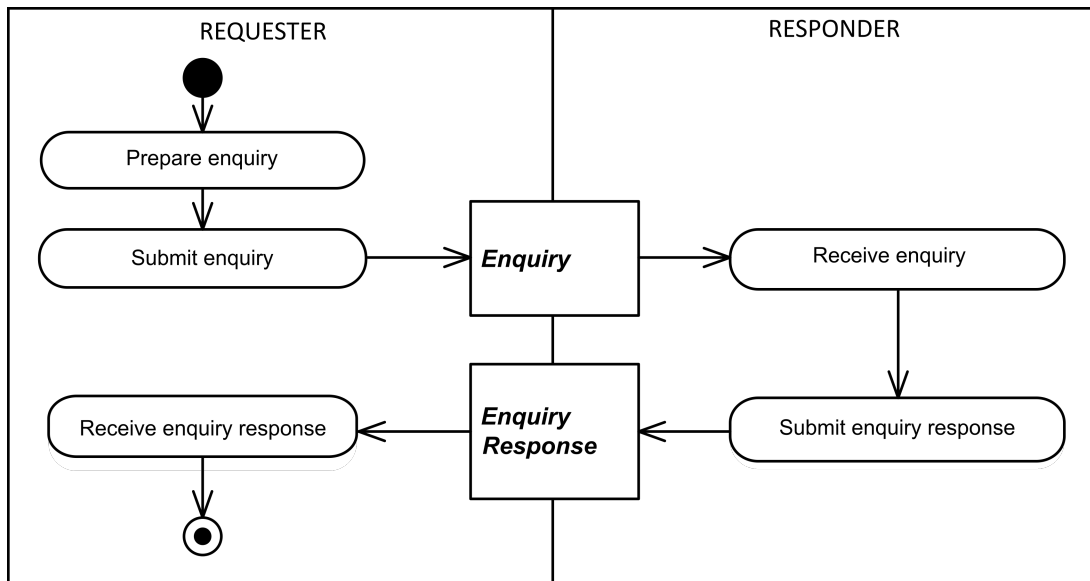 REQUESTER
RESPONDER
Prepare enquiry
Submit enquiry
Enquiry
Receive enquiry
Receive enquiry response
Enquiry
Response
Submit enquiry response